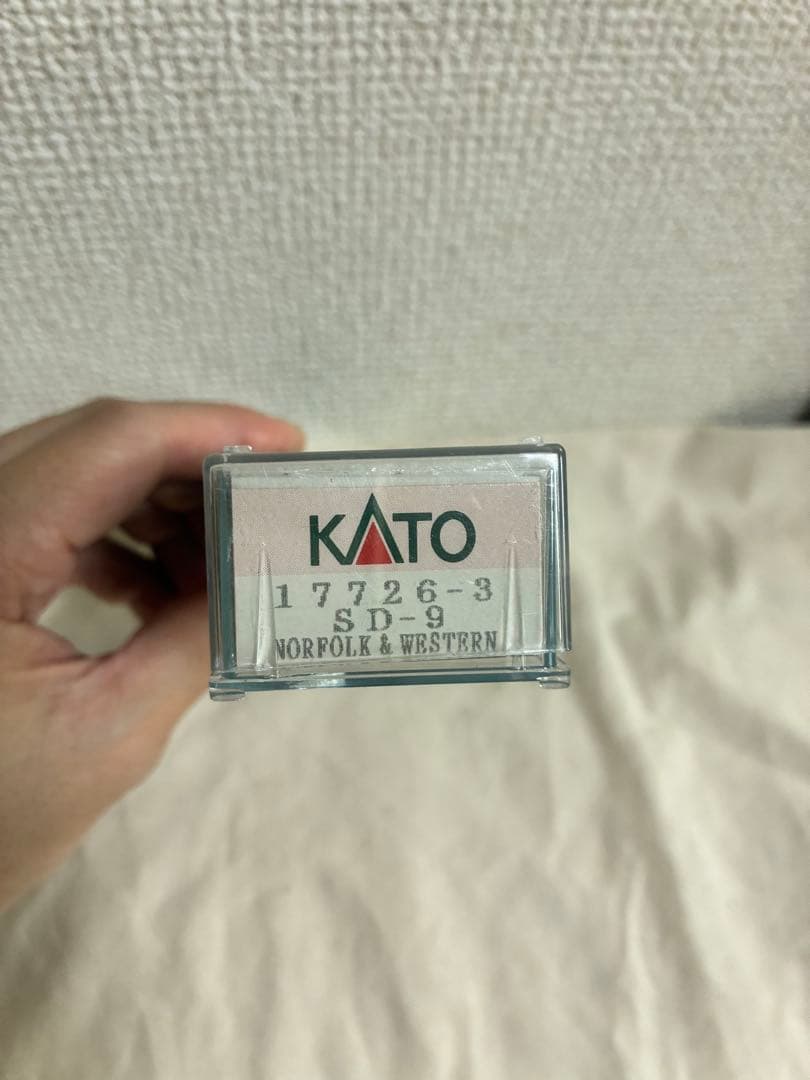 KATO
17726-3
SD-9
NORFOLK & WESTERN